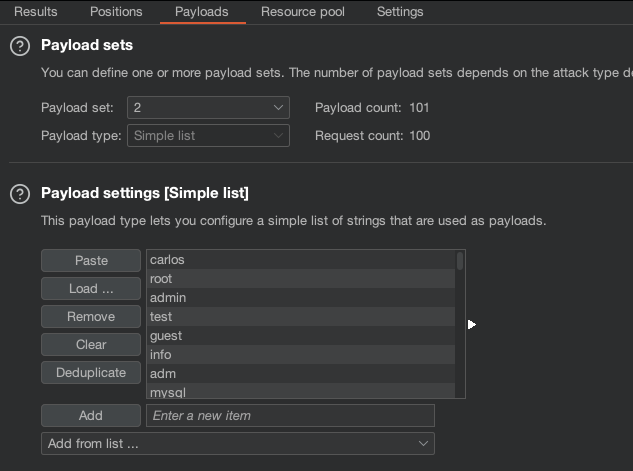 Results Positions Payloads Resource pool Settings
Payload sets
You can define one or more payload sets. The number of payload sets depends on the attack type de
Payload set: 2 Payload count: 101
Payload type: Simple list Request count: 100
Payload settings [Simple list]
This payload type lets you configure a simple list of strings that are used as payloads.
Paste
Load ...
Remove
Clear
Deduplicate
carlos
root
admin
test
guest
info
adm
mysql
Add Enter a new item
Add from list ...